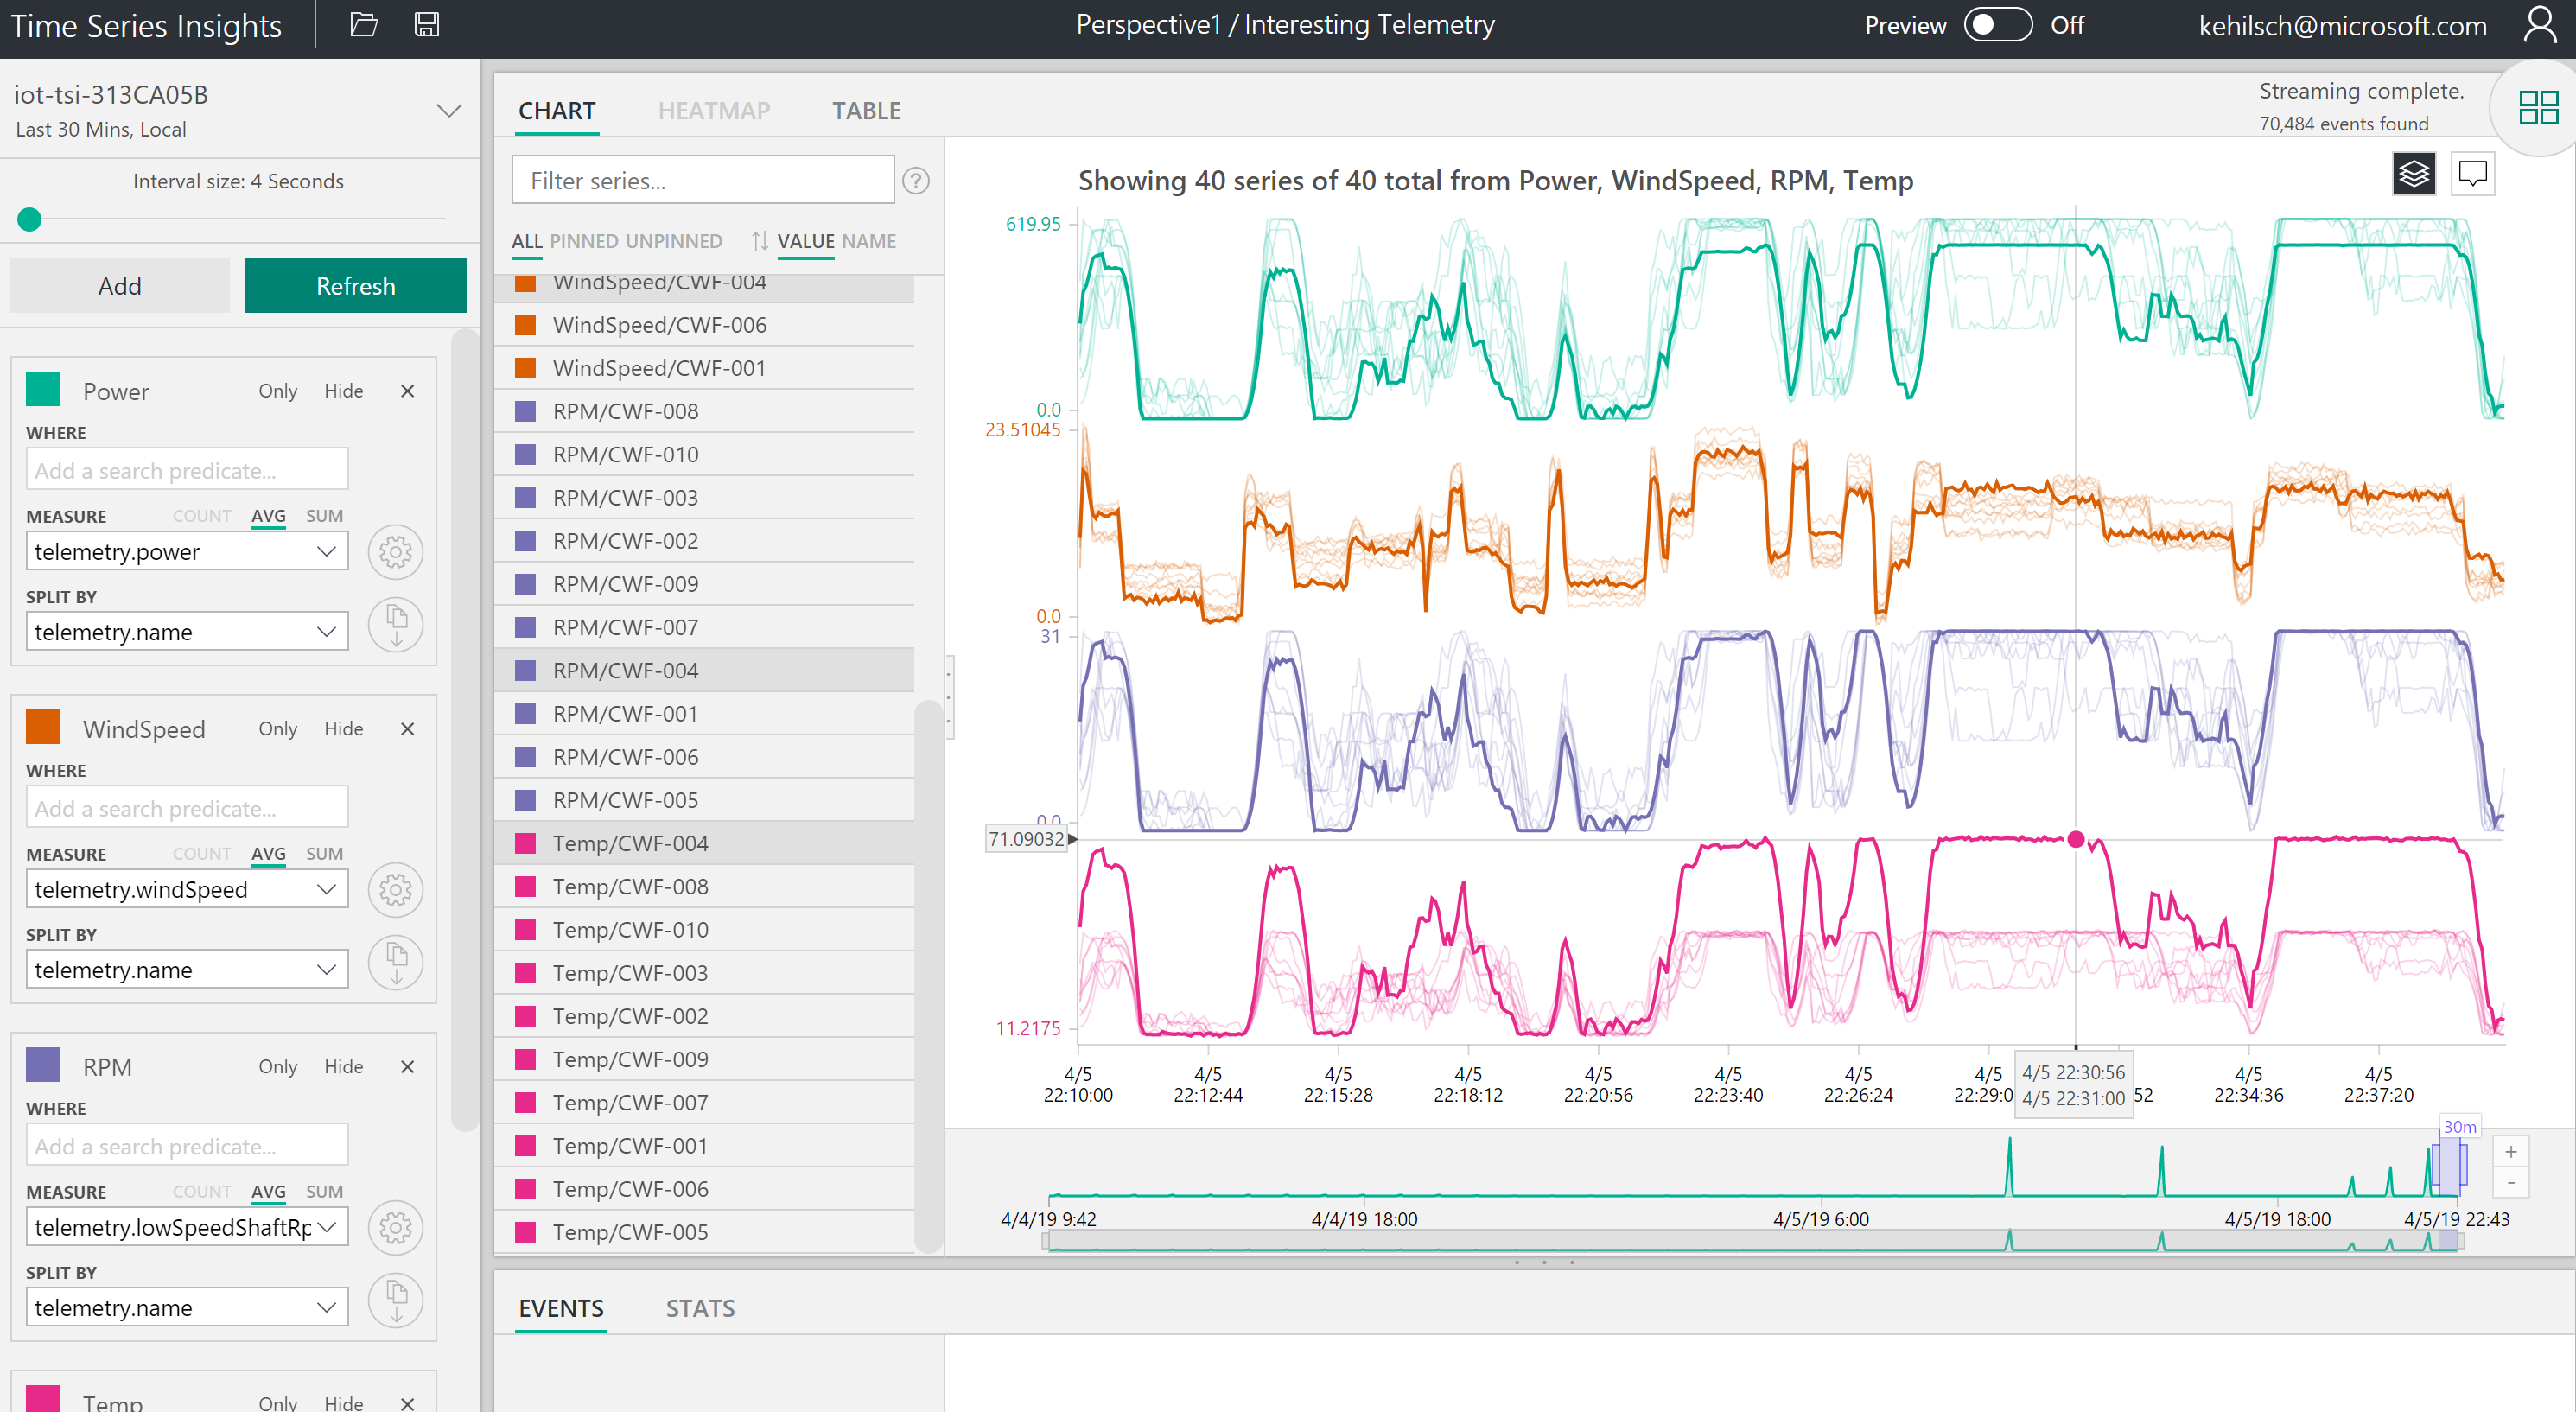 Time Series Insights
Perspective1 / Interesting Telemetry
Preview
Off
kehilsch@microsoft.com
iot-tsi-313CA05B
Last 30 Mins, Local
Interval size: 4 Seconds
Add
Refresh
Power
Only
Hide
WHERE
Add a search predicate...
MEASURE
COUNT
AVG
SUM
telemetry.power
SPLIT BY
telemetry.name
WindSpeed
Only
Hide
WHERE
Add a search predicate...
MEASURE
COUNT
AVG
SUM
telemetry.windSpeed
SPLIT BY
telemetry.name
RPM
Only
Hide
WHERE
Add a search predicate...
MEASURE
COUNT
AVG
SUM
telemetry.lowSpeedShaftRp
SPLIT BY
telemetry.name
Temp
Only
Hide
CHART
HEATMAP
TABLE
Streaming complete.
70,484 events found
Filter series...
?
ALL PINNED UNPINNED
VALUE NAME
WindSpeed/CWF-004
WindSpeed/CWF-006
WindSpeed/CWF-001
RPM/CWF-008
RPM/CWF-010
RPM/CWF-003
RPM/CWF-002
RPM/CWF-009
RPM/CWF-007
RPM/CWF-004
RPM/CWF-001
RPM/CWF-006
RPM/CWF-005
Temp/CWF-004
Temp/CWF-008
Temp/CWF-010
Temp/CWF-003
Temp/CWF-002
Temp/CWF-009
Temp/CWF-007
Temp/CWF-001
Temp/CWF-006
Temp/CWF-005
Showing 40 series of 40 total from Power, WindSpeed, RPM, Temp
619.95
0.0
23.51045
0.0
31
0.0
71.09032
11.2175
4/5 22:10:00
4/5 22:12:44
4/5 22:15:28
4/5 22:18:12
4/5 22:20:56
4/5 22:23:40
4/5 22:26:24
4/5 22:29:0
4/5 22:30:56
4/5 22:31:00
52
4/5 22:34:36
4/5 22:37:20
30m
+
-
4/4/19 9:42
4/4/19 18:00
4/5/19 6:00
4/5/19 18:00
4/5/19 22:43
EVENTS
STATS